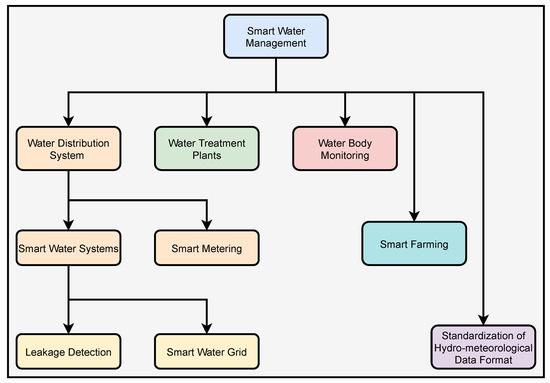 Smart Water
Management
Water Distribution
System
Water Treatment
Plants
Water Body
Monitoring
Smart Water Systems
Smart Metering
Smart Farming
Leakage Detection
Smart Water Grid
Standardization of
Hydro-meteorological
Data Format